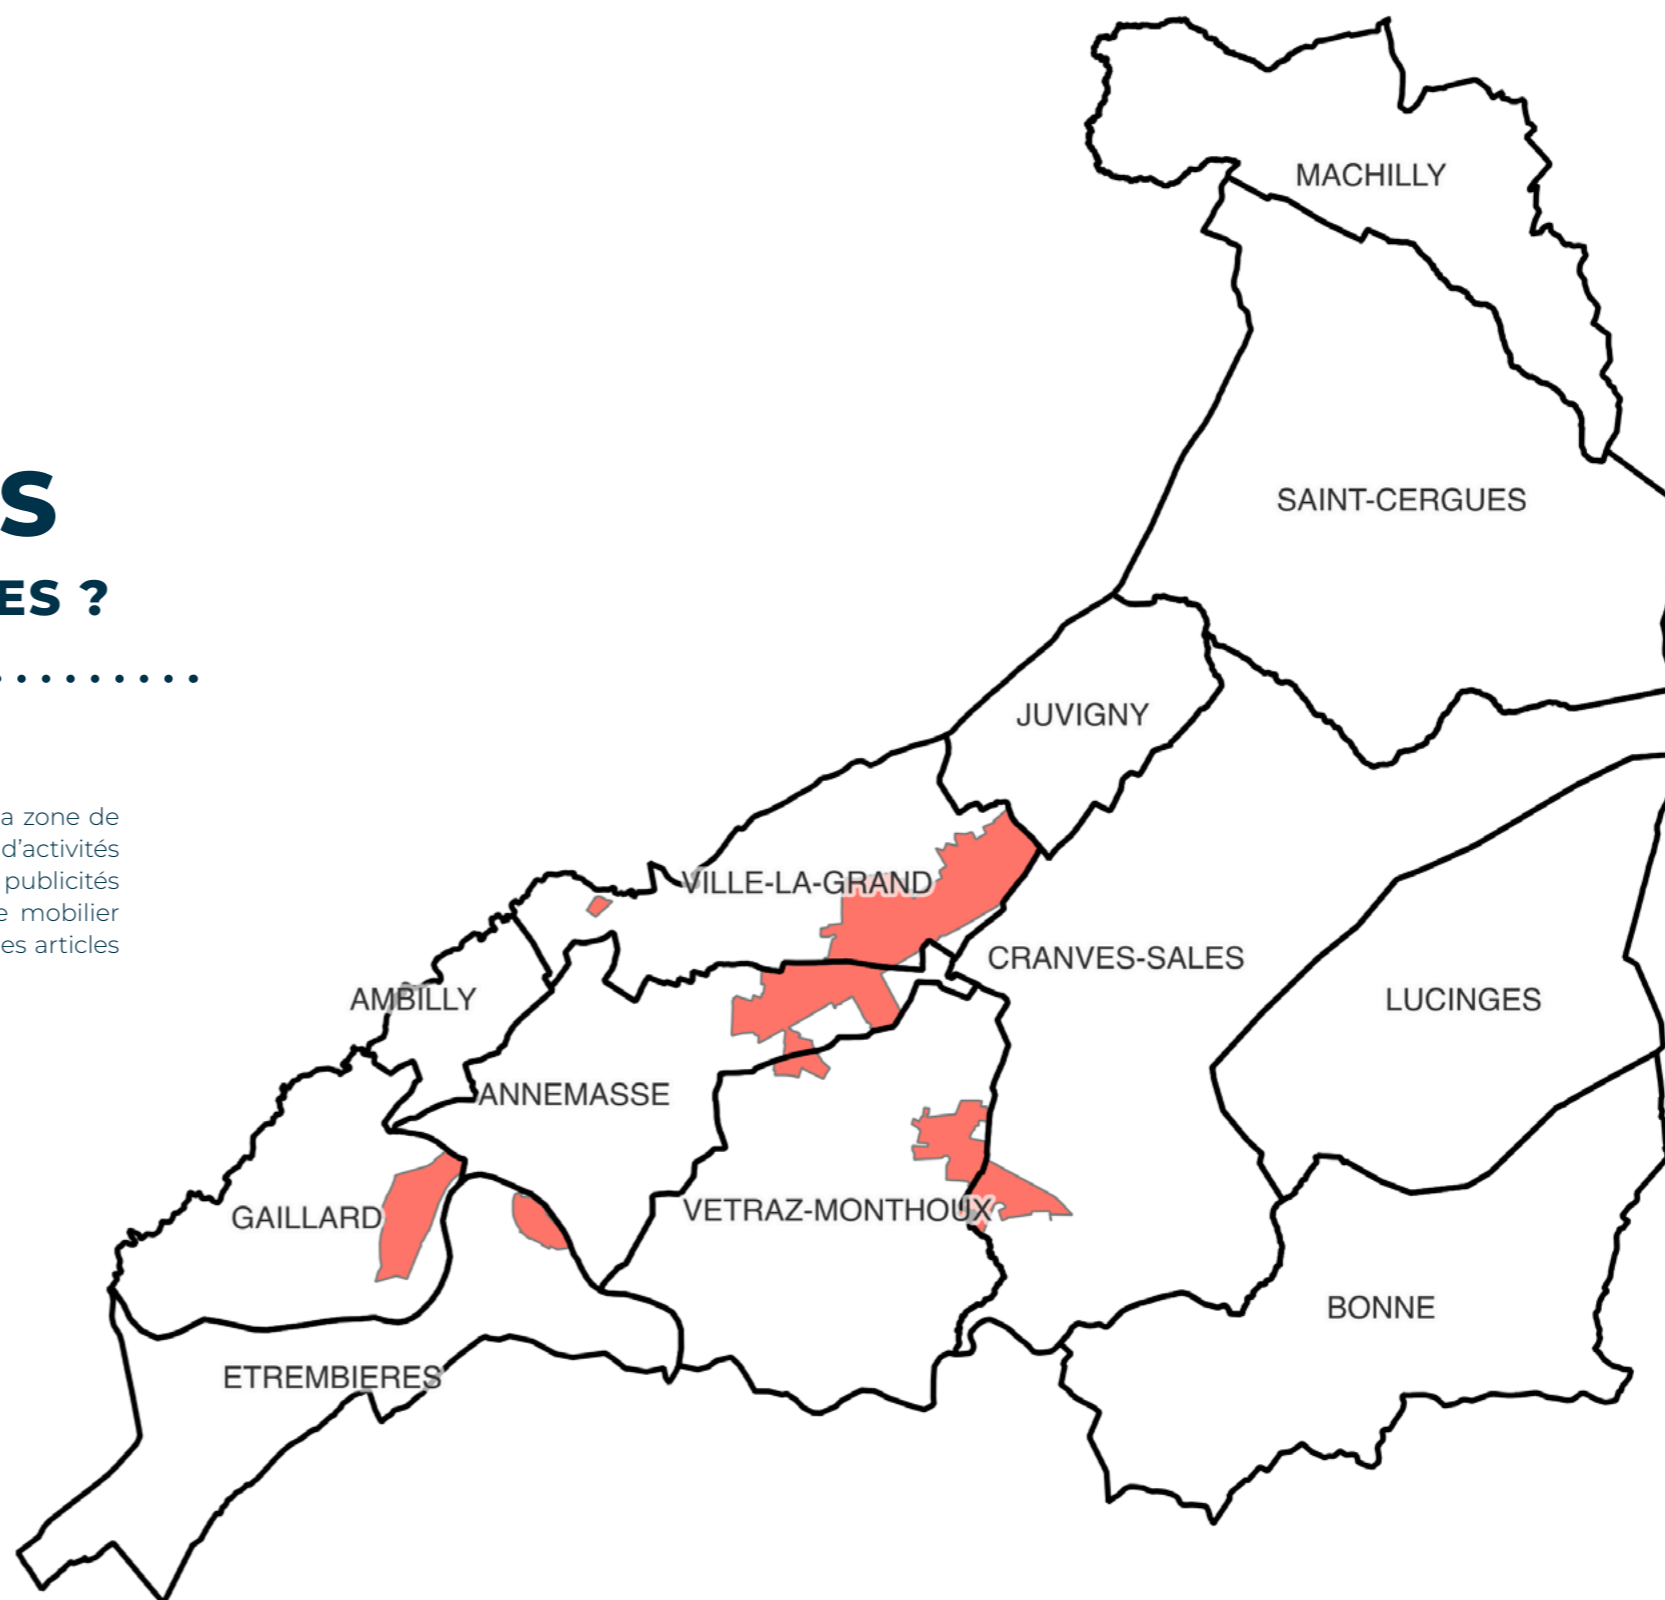 S
ES ?
a zone de
d’activités
publicités
e mobilier
es articles
MACHILLY
SAINT-CERGUES
JUVIGNY
VILLE-LA-GRAND
CRANVES-SALES
AMBILLY
LUCINGES
ANNEMASSE
GAILLARD
VETRAZ-MONTHOUX
BONNE
ETREMBIERES